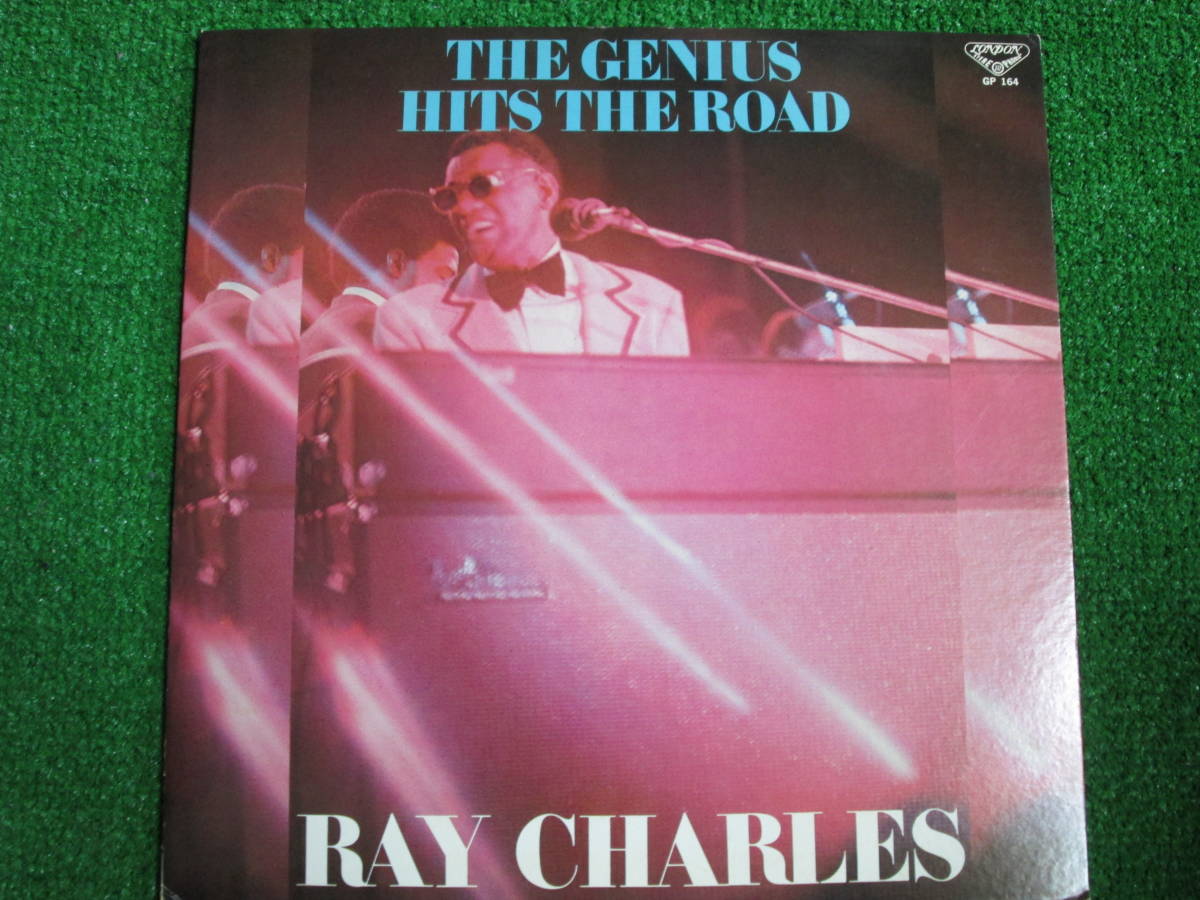 THE GENIUS
HITS THE ROAD
LONDON
GP 164
RAY CHARLES